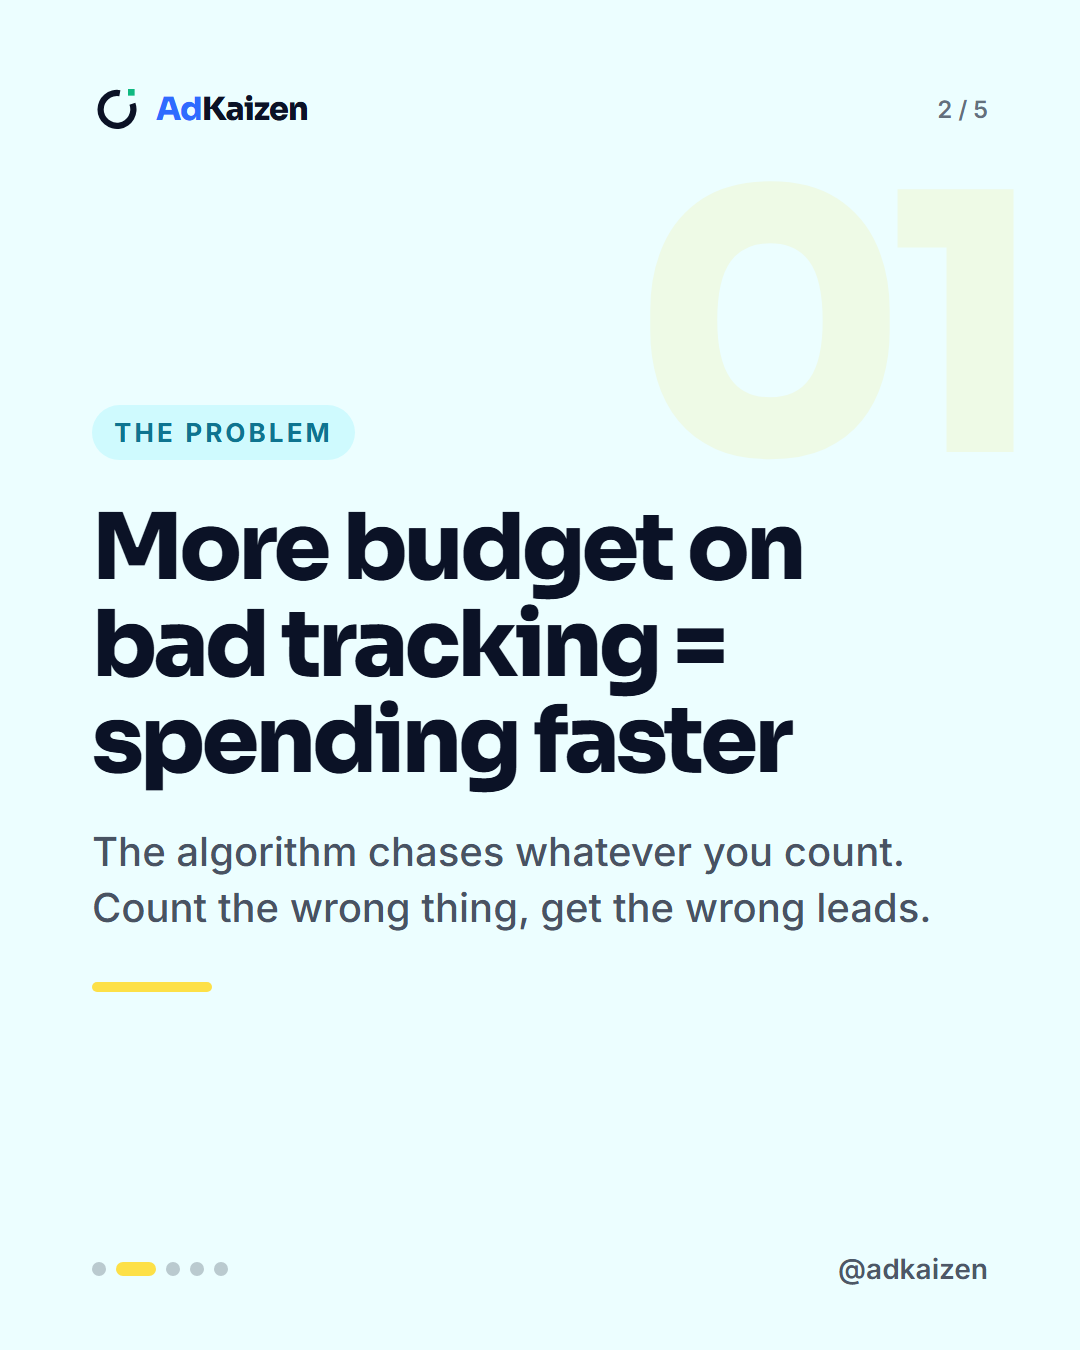 AdKaizen
2 / 5
01
THE PROBLEM
More budget on
bad tracking =
spending faster
The algorithm chases whatever you count.
Count the wrong thing, get the wrong leads.
@adkaizen